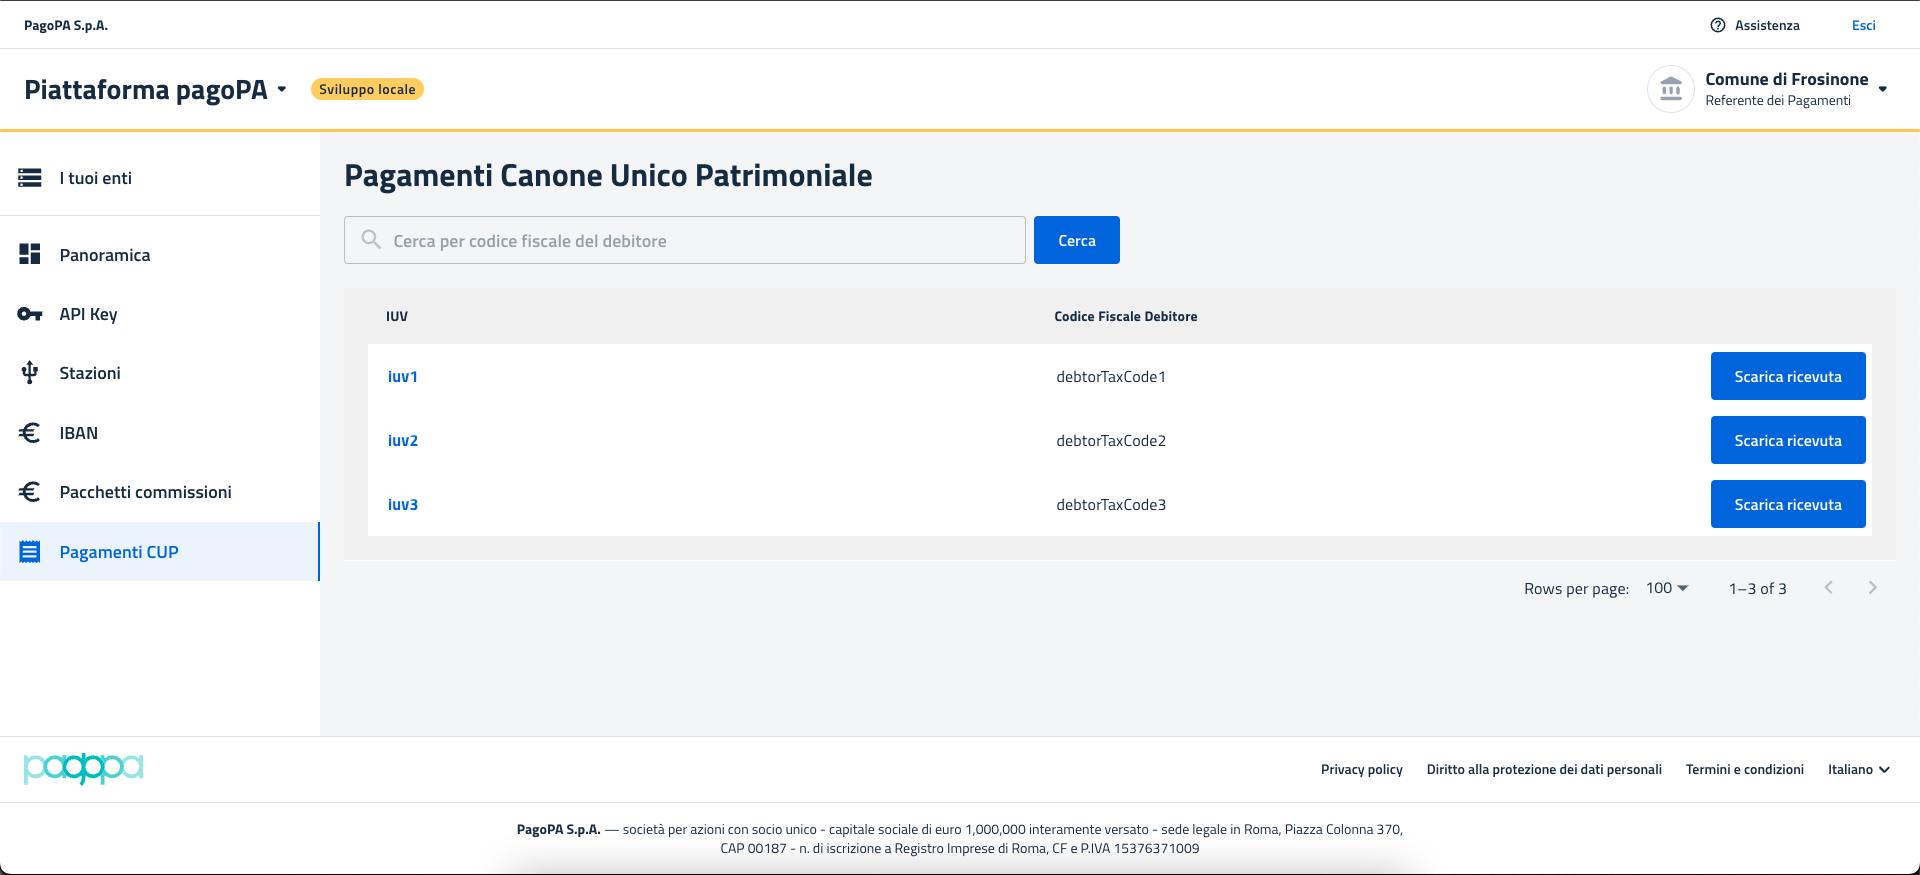 PagoPA S.p.A.
Assistenza
Esci
Piattaforma pagoPA
Sviluppo locale
Comune di Frosinone
Referente dei Pagamenti
I tuoi enti
Panoramica
API Key
Stazioni
IBAN
Pacchetti commissioni
Pagamenti CUP
Pagamenti Canone Unico Patrimoniale
Cerca per codice fiscale del debitore
Cerca
IUV Codice Fiscale Debitore
iuv1 debtorTaxCode1 Scarica ricevuta
iuv2 debtorTaxCode2 Scarica ricevuta
iuv3 debtorTaxCode3 Scarica ricevuta
Rows per page: 100 1–3 of 3
pagopa
Privacy policy Diritto alla protezione dei dati personali Termini e condizioni Italiano
PagoPA S.p.A. — società per azioni con socio unico - capitale sociale di euro 1,000,000 interamente versato - sede legale in Roma, Piazza Colonna 370,
CAP 00187 - n. di iscrizione a Registro Imprese di Roma, CF e P.IVA 15376371009